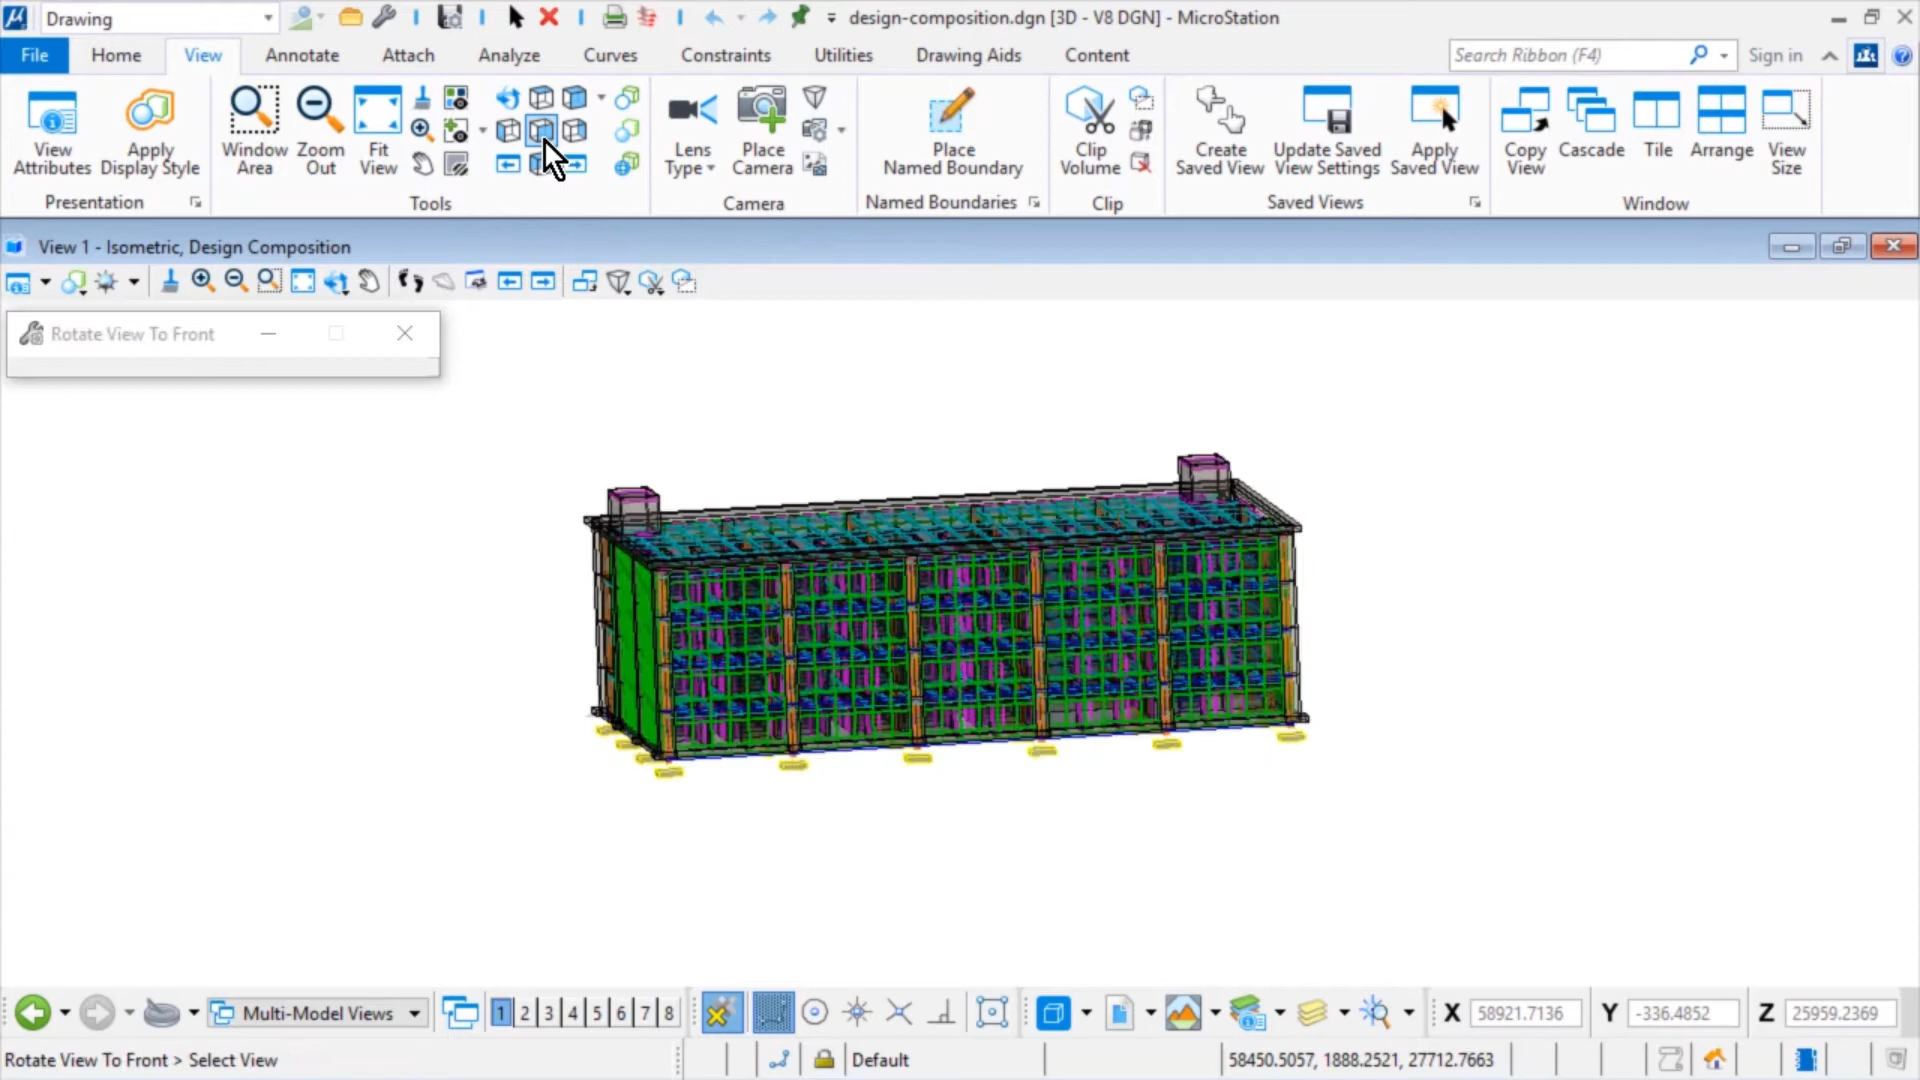 Drawing
design-composition.dgn [3D - V8 DGN] - MicroStation
File Home View Annotate Attach Analyze Curves Constraints Utilities Drawing Aids Content
Search Ribbon (F4)
Sign in
View Attributes
Apply Display Style
Presentation
Window Area
Zoom Out
Fit View
Tools
Lens Type
Place Camera
Camera
Place Named Boundary
Named Boundaries
Clip Volume
Clip
Create Saved View
Update Saved View Settings
Apply Saved View
Saved Views
Copy View
Cascade
Tile
Arrange
View Size
Window
View 1 - Isometric, Design Composition
Rotate View To Front
Multi-Model Views
1 2 3 4 5 6 7 8
X 58921.7136
Y -336.4852
Z 25959.2369
Rotate View To Front > Select View
Default
58450.5057, 1888.2521, 27712.7663